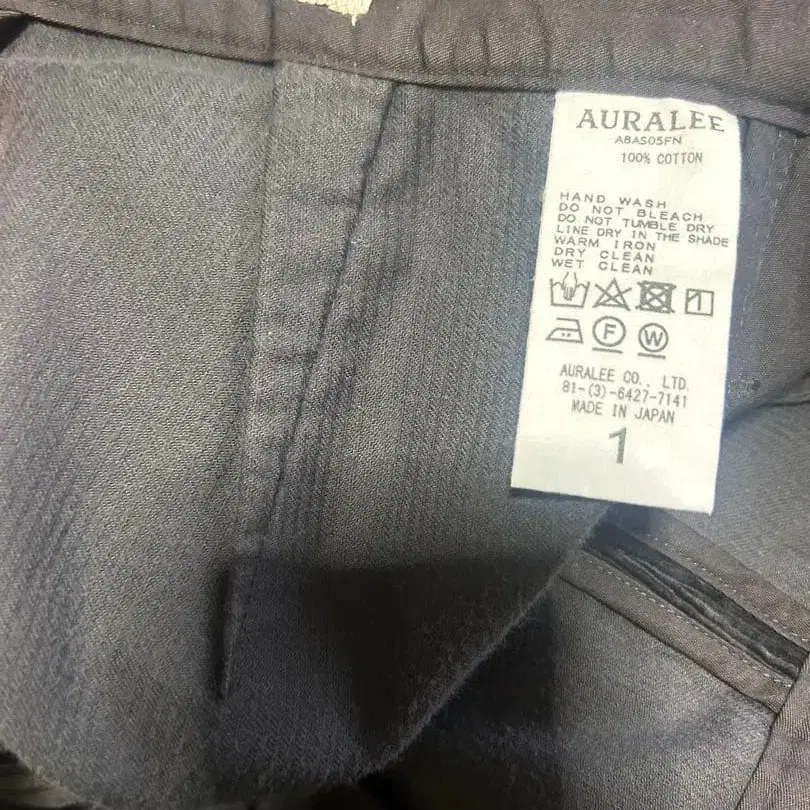 AURALEE
A8AS05FN
100% COTTON
HAND WASH
DO NOT BLEACH
DO NOT TUMBLE DRY
LINE DRY IN THE SHADE
WARM IRON
DRY CLEAN
WET CLEAN
F W
AURALEE CO., LTD.
81-(3)-6427-7141
MADE IN JAPAN
1